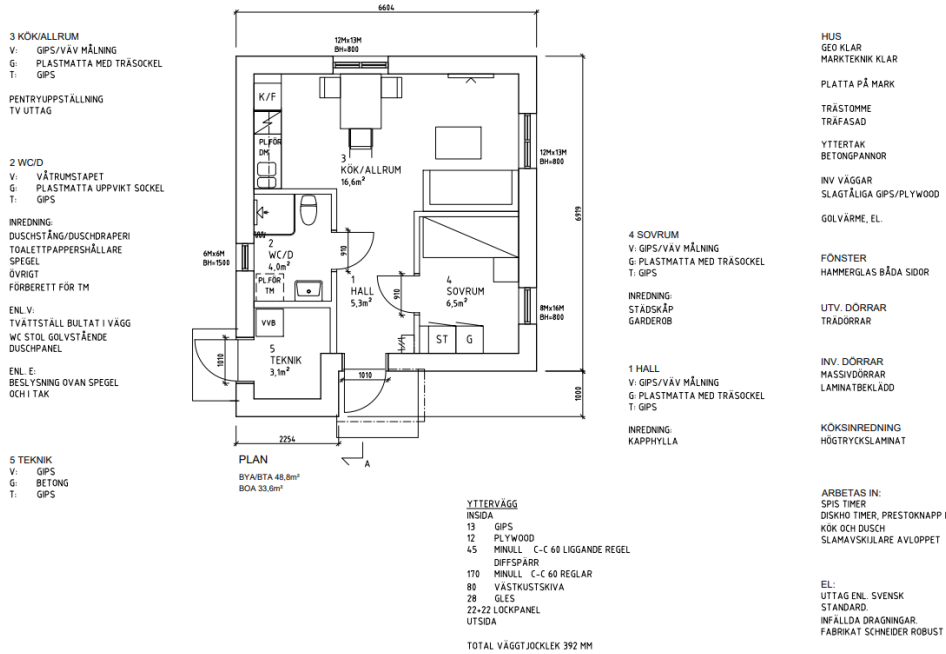 3 KÖK/ALLRUM
V: GIPS/VÄV MÅLNING
G: PLASTMATTA MED TRÄSOCKEL
T: GIPS
PENTRYUPPSTÄLLNING
TV UTTAG
2 WC/D
V: VÅTRUMSTAPET
G: PLASTMATTA UPPVIKT SOCKEL
T: GIPS
INREDNING:
DUSCHSTÅNG/DUSCHDRAPERI
TOALETTPAPPERSHÅLLARE
SPEGEL
ÖVRIGT
FÖRBERETT FÖR TM
ENL.V:
TVÄTTSTÄLL BULTAT I VÄGG
WC STOL GOLVSTÅENDE
DUSCHPANEL
ENL. E:
BESLYSNING OVAN SPEGEL
OCH I TAK
5 TEKNIK
V: GIPS
G: BETONG
T: GIPS
6604
12Mx13M
BH=800
K/F
PL.FÖR
DM
3
KÖK/ALLRUM
16,6m²
12Mx13M
BH=800
6919
2
WC/D
4,0m²
6Mx6M
BH=1500
PL.FÖR
TM
910
1
HALL
5,3m²
910
4
SOVRUM
6,5m²
8Mx16M
BH=800
VVB
5
TEKNIK
3,1m²
ST
G
1010
1010
1000
2254
A
PLAN
BYA/BTA 48,8m²
BOA 33,6m²
YTTERVÄGG
INSIDA
13 GIPS
12 PLYWOOD
45 MINULL C-C 60 LIGGANDE REGEL
DIFFSPÄRR
170 MINULL C-C 60 REGLAR
80 VÄSTKUSTSKIVA
28 GLES
22+22 LOCKPANEL
UTSIDA
TOTAL VÄGGTJOCKLEK 392 MM
4 SOVRUM
V: GIPS/VÄV MÅLNING
G: PLASTMATTA MED TRÄSOCKEL
T: GIPS
INREDNING:
STÄDSKÅP
GARDEROB
1 HALL
V: GIPS/VÄV MÅLNING
G: PLASTMATTA MED TRÄSOCKEL
T: GIPS
INREDNING:
KAPPHYLLA
HUS
GEO KLAR
MARKTEKNIK KLAR
PLATTA PÅ MARK
TRÄSTOMME
TRÄFASAD
YTTERTAK
BETONGPANNOR
INV VÄGGAR
SLAGTÅLIGA GIPS/PLYWOOD
GOLVÄRME, EL.
FÖNSTER
HAMMERGLAS BÅDA SIDOR
UTV. DÖRRAR
TRÄDÖRRAR
INV. DÖRRAR
MASSIVDÖRRAR
LAMINATBEKLÄDD
KÖKSINREDNING
HÖGTRYCKSLAMINAT
ARBETAS IN:
SPIS TIMER
DISKHO TIMER, PRESTOKNAPP
KÖK OCH DUSCH
SLAMAVSKILJARE AVLOPPET
EL:
UTTAG ENL. SVENSK
STANDARD.
INFÄLLDA DRAGNINGAR.
FABRIKAT SCHNEIDER ROBUST